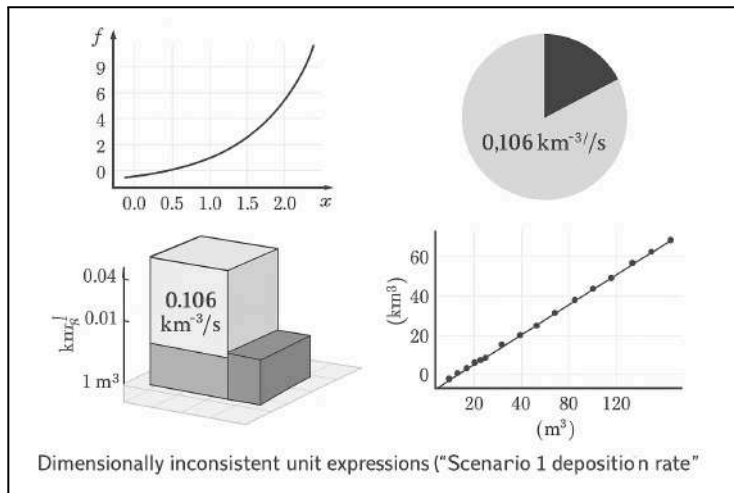 f
9
6
4
2
0
0.0 0.5 1.0 1.5 2.0 x
0,106 km⁻³//s
0.04
0.01
1 m³
0.106
km⁻³/s
60
40
20
0
(km³)
20 40 80 120
(m³)
Dimensionally inconsistent unit expressions ("Scenario 1 deposition rate"